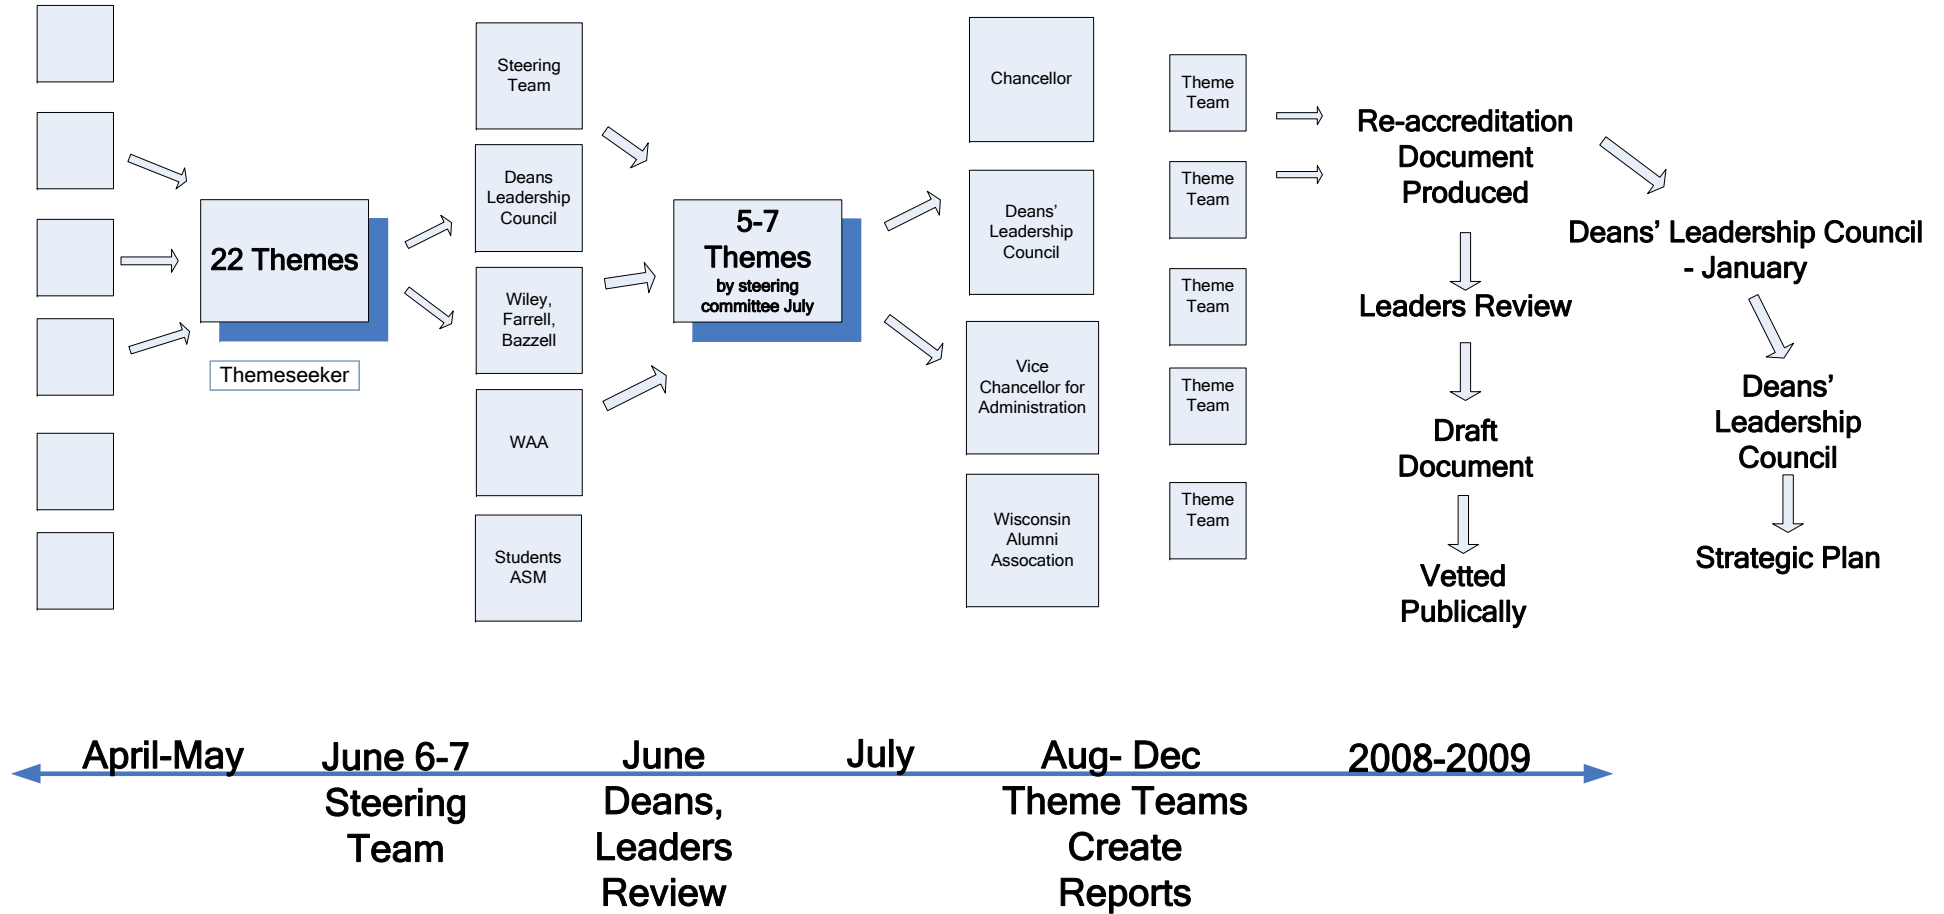 22 Themes
Themeseeker
Steering
Team
Deans
Leadership
Council
Wiley,
Farrell,
Bazzell
WAA
Students
ASM
5-7
Themes
by steering
committee July
Chancellor
Deans’
Leadership
Council
Vice
Chancellor for
Administration
Wisconsin
Alumni
Assocation
Theme
Team
Theme
Team
Theme
Team
Theme
Team
Theme
Team
Re-accreditation
Document
Produced
Leaders Review
Draft
Document
Vetted
Publically
Deans’ Leadership Council
- January
Deans’
Leadership
Council
Strategic Plan
April-May
June 6-7
Steering
Team
June
Deans,
Leaders
Review
July
Aug- Dec
Theme Teams
Create
Reports
2008-2009